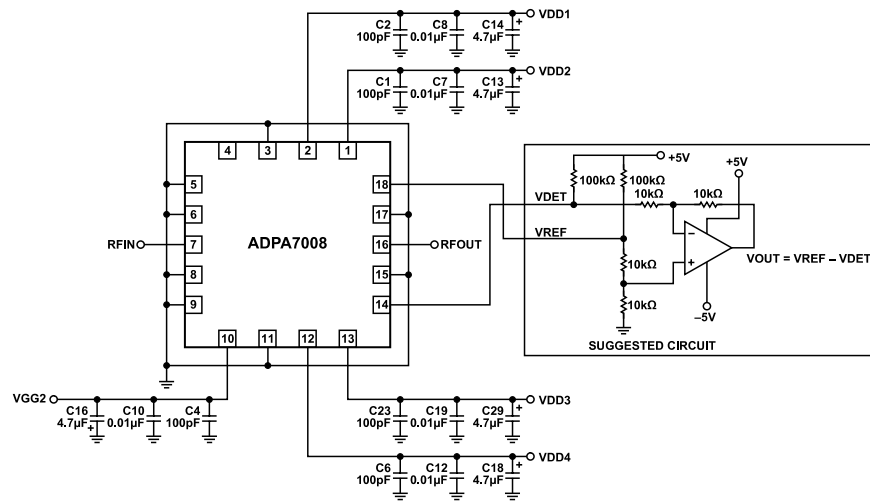 C2
100pF
C8
0.01µF
C14
4.7µF
+
VDD1
C1
100pF
C7
0.01µF
C13
4.7µF
+
VDD2
4
3
2
1
5
6
RFIN
7
8
9
ADPA7008
18
17
16
RFOUT
15
14
10
11
12
13
VDET
VREF
+5V
+5V
100kΩ
100kΩ
10kΩ
10kΩ
−
+
10kΩ
10kΩ
−5V
VOUT = VREF − VDET
SUGGESTED CIRCUIT
VGG2
C16
4.7µF
+
C10
0.01µF
C4
100pF
C23
100pF
C19
0.01µF
C29
4.7µF
+
VDD3
C6
100pF
C12
0.01µF
C18
4.7µF
+
VDD4